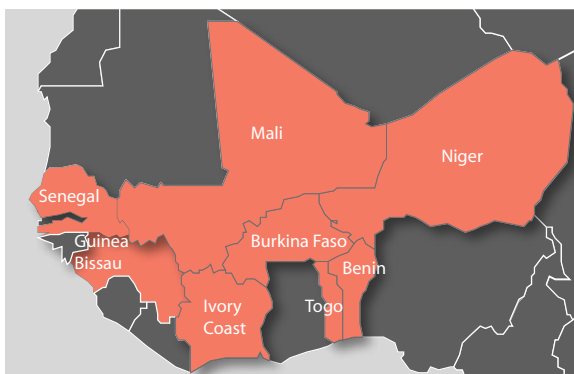 Mali
Niger
Senegal
Guinea
Bissau
Burkina Faso
Benin
Ivory
Coast
Togo